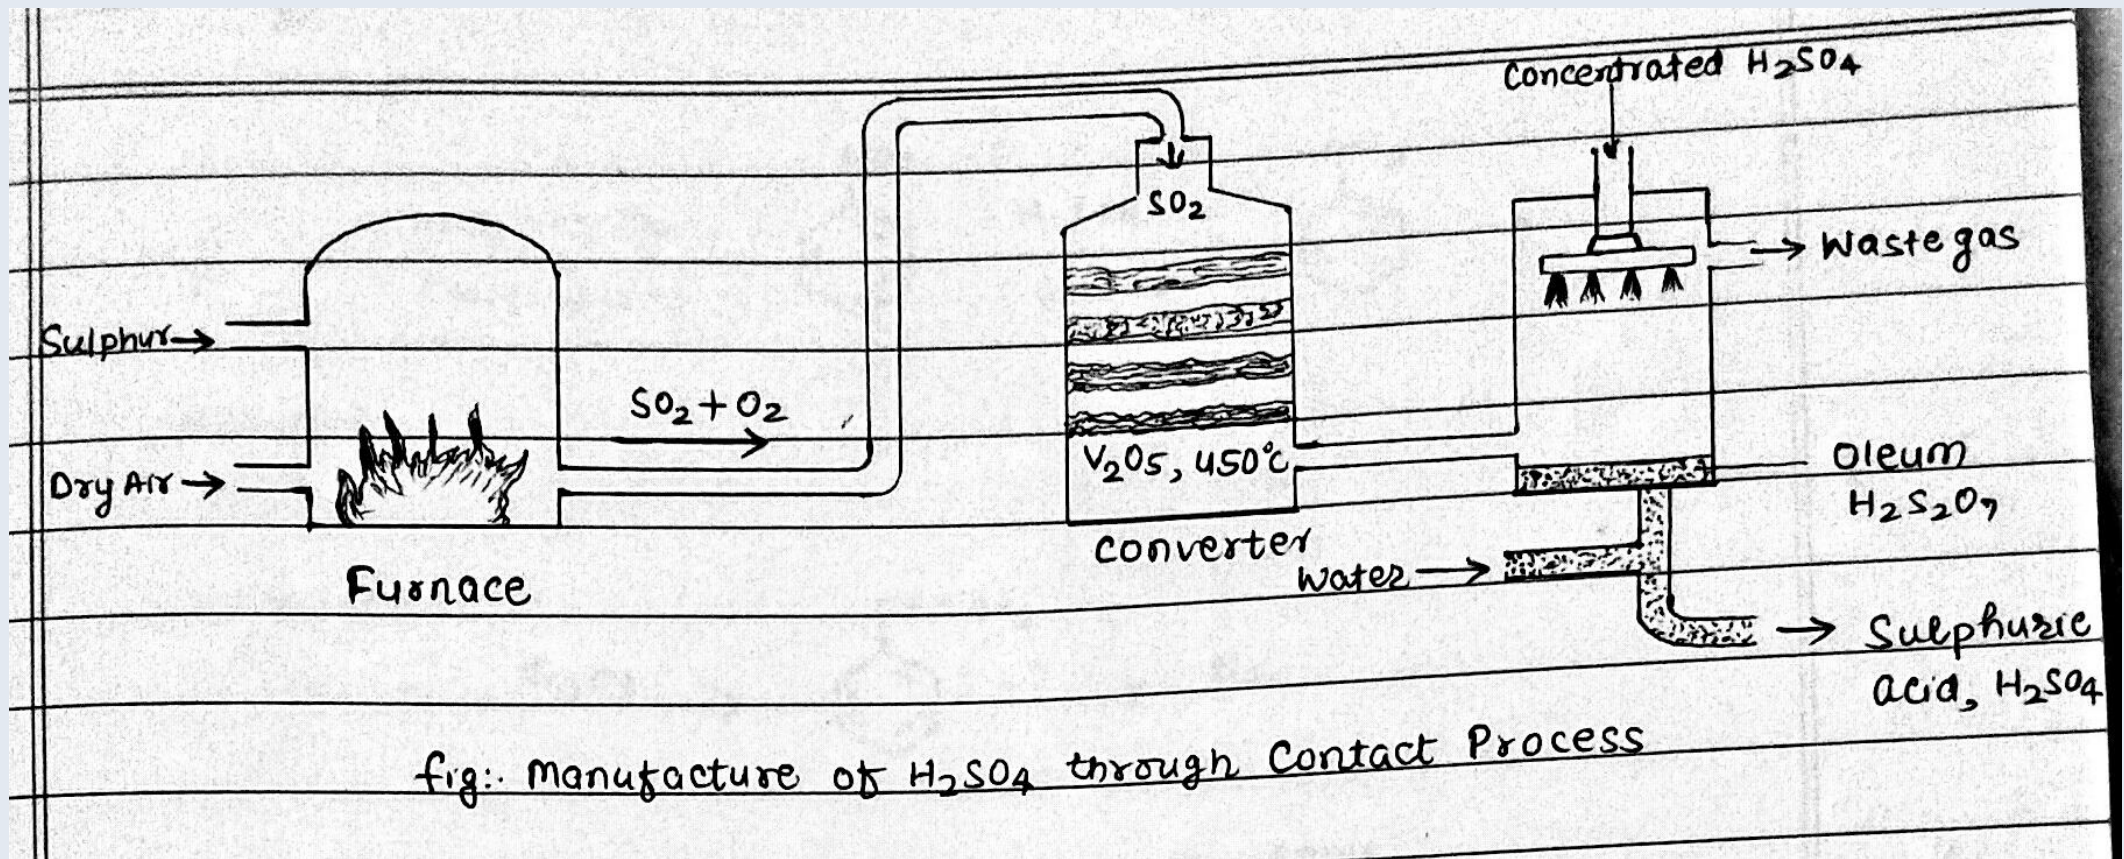 Concentrated H2SO4
SO2
Waste gas
Sulphur
SO2 + O2
Dry Air
V2O5, 450°C
Oleum
H2S2O7
Converter
Water
Furnace
Sulphuric
acid, H2SO4
fig:. Manufacture of H2SO4 through Contact Process